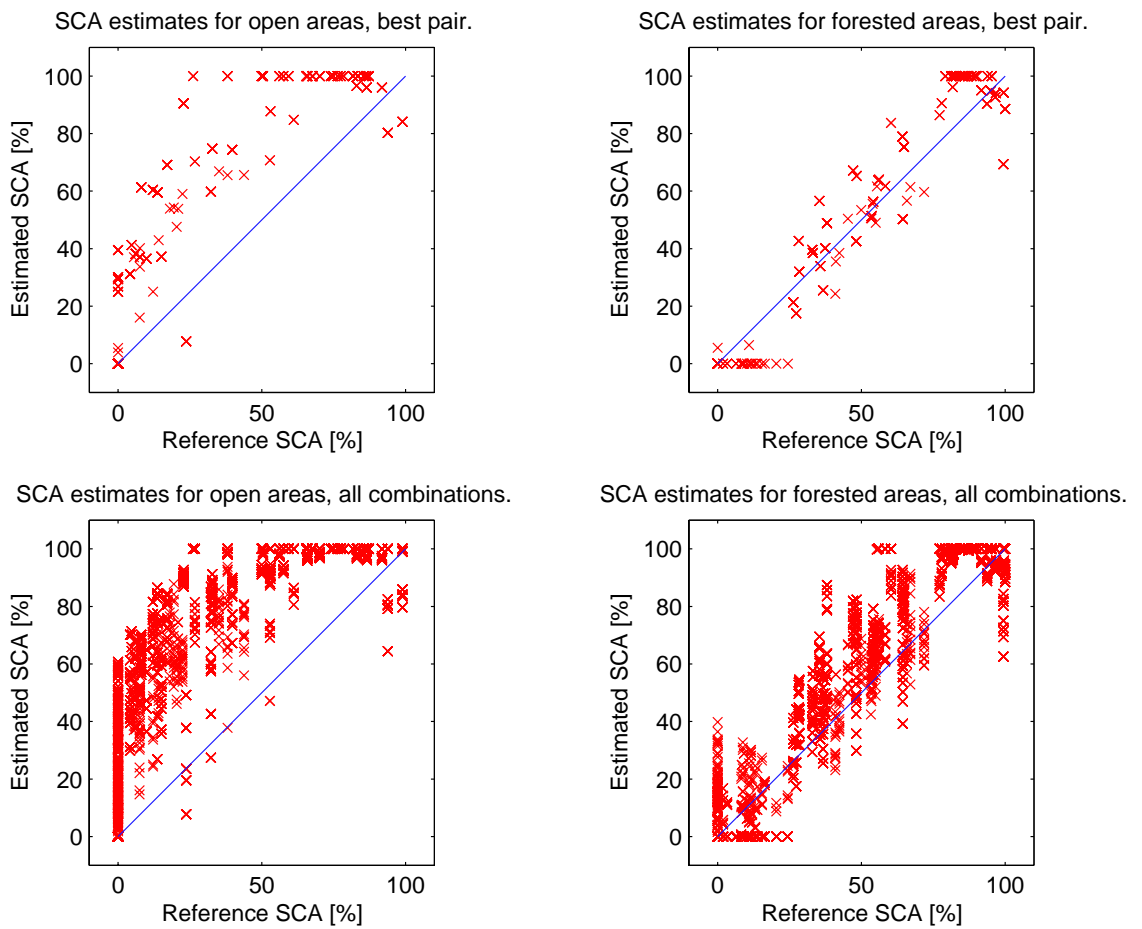 SCA estimates for open areas, best pair.
100
80
60
40
20
0
Estimated SCA [%]
0 50 100
Reference SCA [%]
SCA estimates for forested areas, best pair.
100
80
60
40
20
0
Estimated SCA [%]
0 50 100
Reference SCA [%]
SCA estimates for open areas, all combinations.
100
80
60
40
20
0
Estimated SCA [%]
0 50 100
Reference SCA [%]
SCA estimates for forested areas, all combinations.
100
80
60
40
20
0
Estimated SCA [%]
0 50 100
Reference SCA [%]